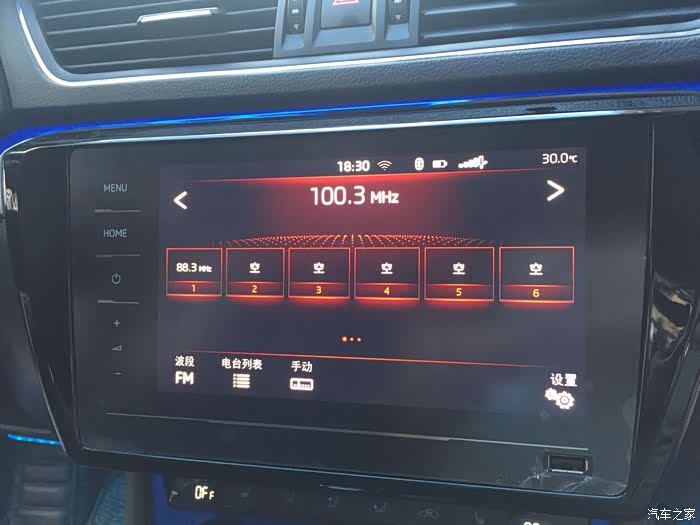 18:30
30.0℃
MENU
100.3 MHz
HOME
88.3 MHz 空 空 空 空 空
1 2 3 4 5 6
+
-
波段 电台列表 手动
FM
设置
OFF
汽车之家